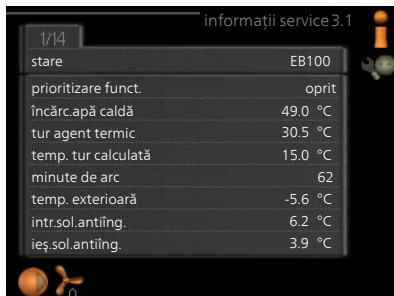 informații service 3.1
1/14
stare EB100
prioritizare funct. oprit
încărc.apă caldă 49.0 °C
tur agent termic 30.5 °C
temp. tur calculată 15.0 °C
minute de arc 62
temp. exterioară -5.6 °C
intr.sol.antiîng. 6.2 °C
ieș.sol.antiîng. 3.9 °C
0